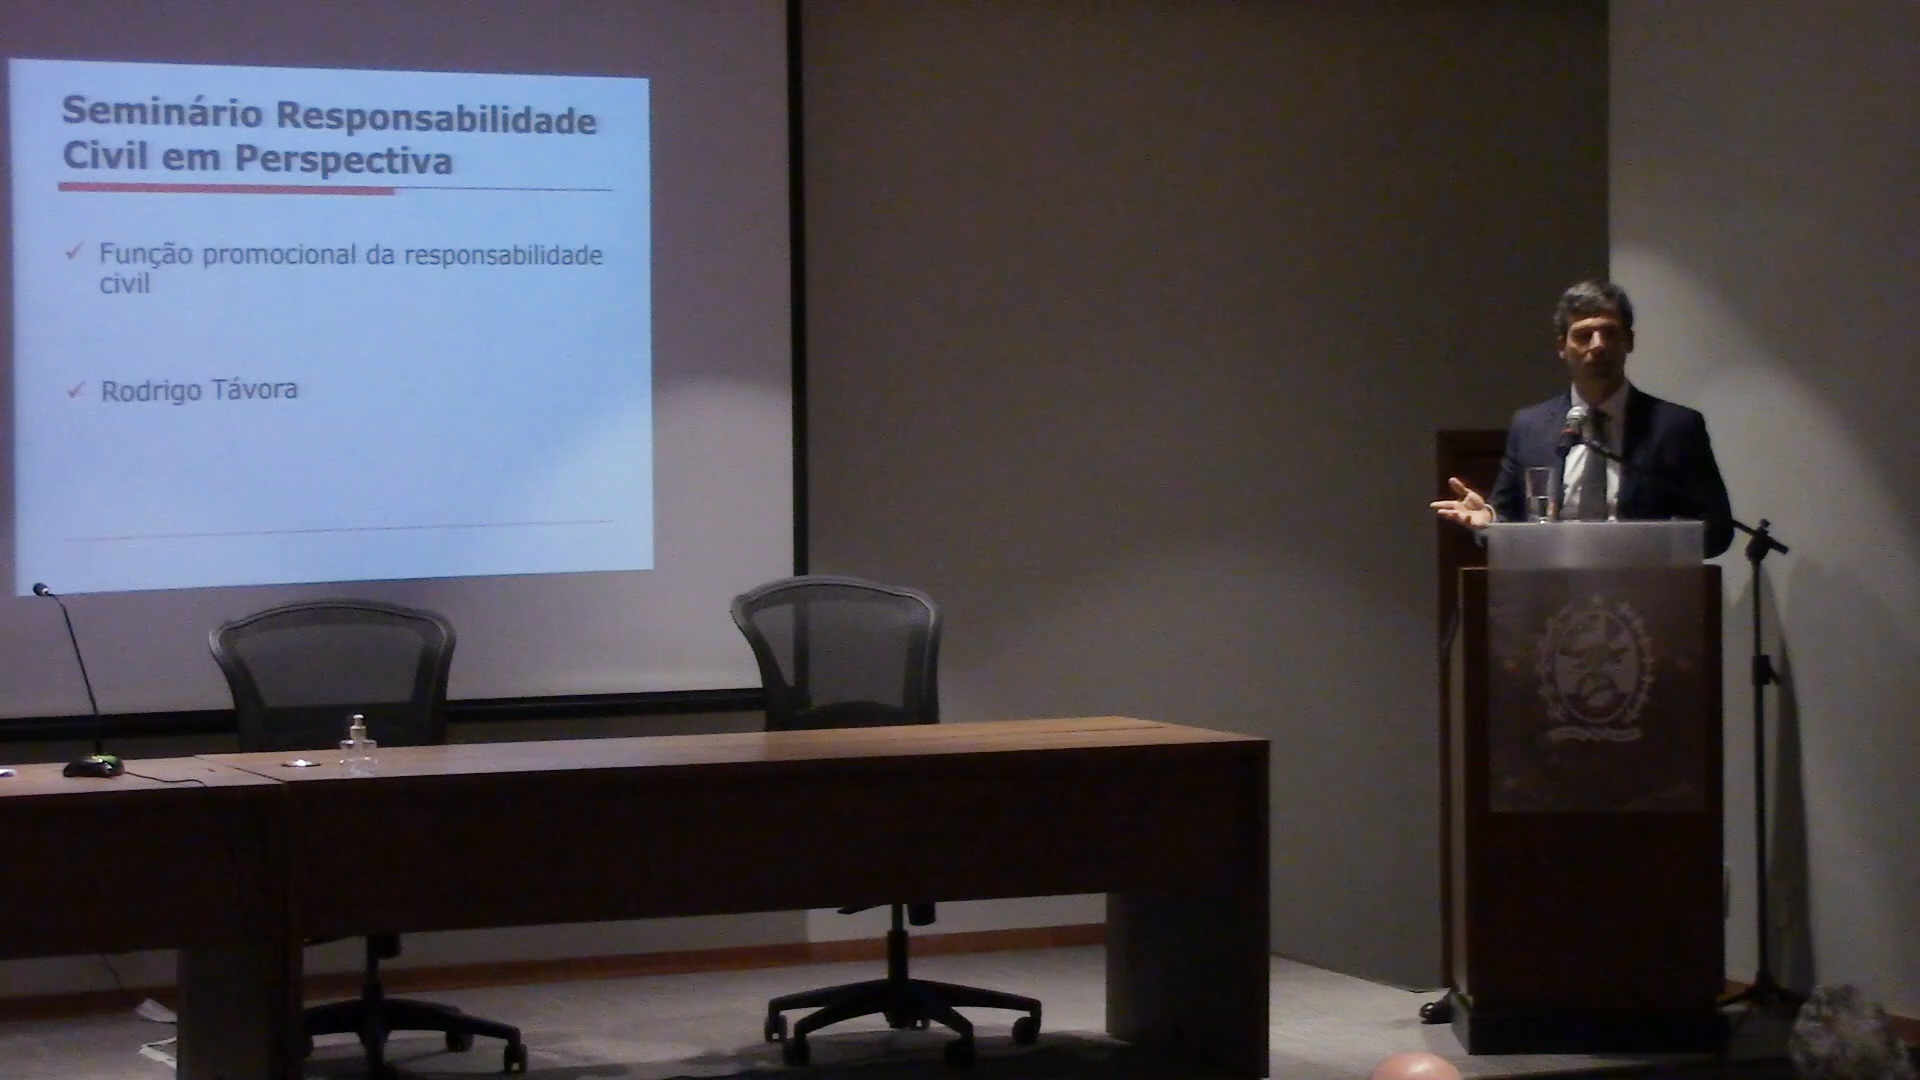 Seminário Responsabilidade
Civil em Perspectiva
Função promocional da responsabilidade
civil
Rodrigo Távora